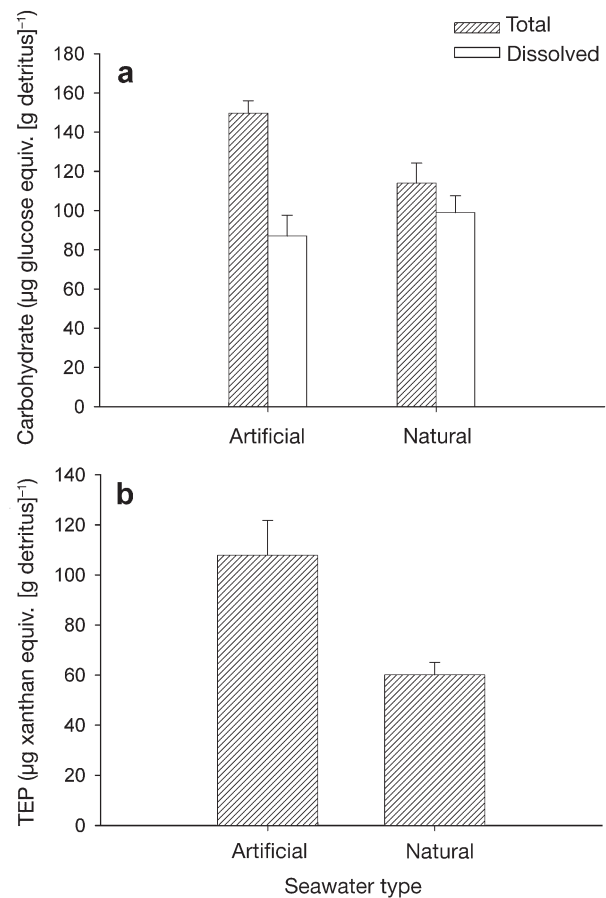 Total
Dissolved
a
Carbohydrate (µg glucose equiv. [g detritus]⁻¹)
180
160
140
120
100
80
60
40
20
0
Artificial Natural
b
TEP (µg xanthan equiv. [g detritus]⁻¹)
140
120
100
80
60
40
20
0
Artificial Natural
Seawater type